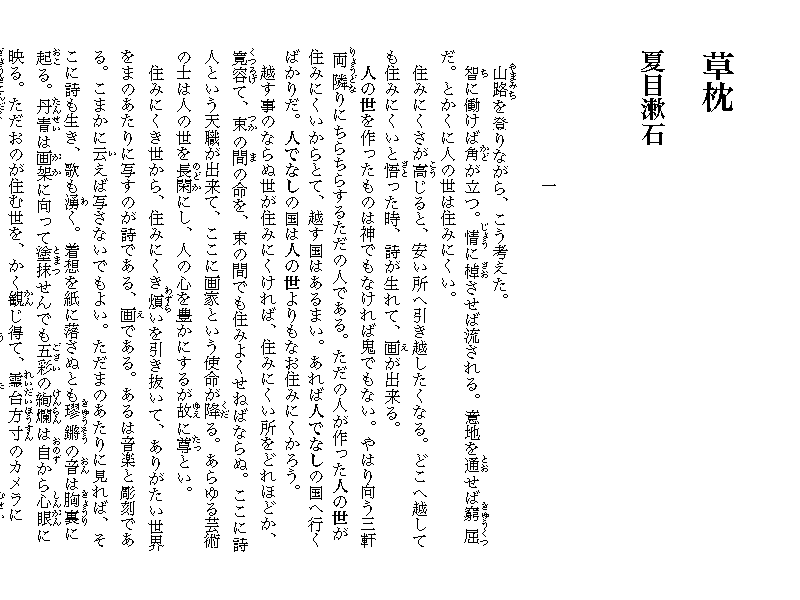 草枕
夏目漱石
一
山路を登りながら、こう考えた。
智に働けば角が立つ。情に棹させば流される。意地を通せば窮屈
だ。とかくに人の世は住みにくい。
住みにくさが高じると、安い所へ引き越したくなる。どこへ越して
も住みにくいと悟った時、詩が生れて、画が出来る。
人の世を作ったものは神でもなければ鬼でもない。やはり向う三軒
両隣りにちらちらするただの人である。ただの人が作った人の世が
住みにくいからとて、越す国はあるまい。あれば人でなしの国へ行く
ばかりだ。人でなしの国は人の世よりもなお住みにくかろう。
越す事のならぬ世が住みにくければ、住みにくい所をどれほどか、
寛容て、束の間の命を、束の間でも住みよくせねばならぬ。ここに詩
人という天職が出来て、ここに画家という使命が降る。あらゆる芸術
の士は人の世を長閑にし、人の心を豊かにするが故に尊とい。
住みにくき世から、住みにくき煩いを引き抜いて、ありがたい世界
をまのあたりに写すのが詩である、画である。あるは音楽と彫刻であ
る。こまかに云えば写さないでもよい。ただまのあたりに見れば、そ
こに詩も生き、歌も湧く。着想を紙に落さぬとも璆鏘の音は胸裏に
起る。丹青は画架に向って塗抹せんでも五彩の絢爛は自から心眼に
映る。ただおのが住む世を、かく観じ得て、霊台方寸のカメラに